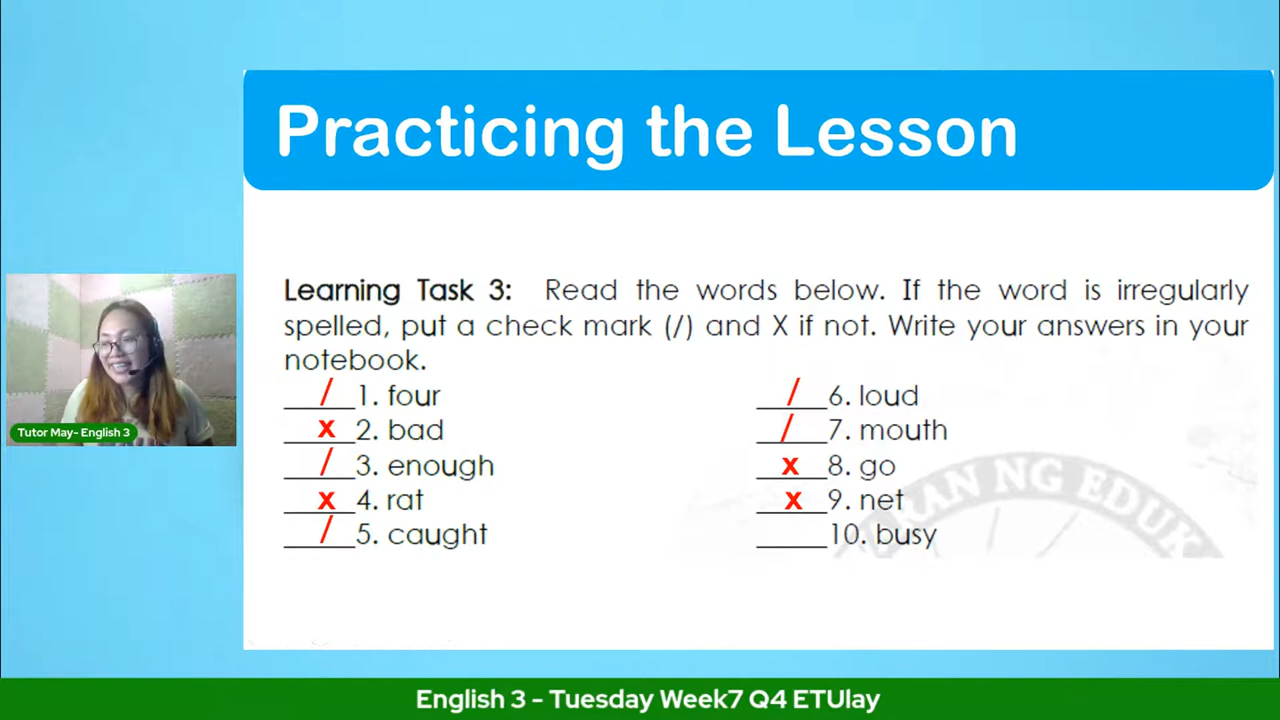 Practicing the Lesson
Learning Task 3: Read the words below. If the word is irregularly
spelled, put a check mark (/) and X if not. Write your answers in your
notebook.
/ 1. four
x 2. bad
/ 3. enough
x 4. rat
/ 5. caught
/ 6. loud
/ 7. mouth
x 8. go
x 9. net
10. busy
RAN NG EDUK
Tutor May- English 3
English 3 - Tuesday Week7 Q4 ETUlay